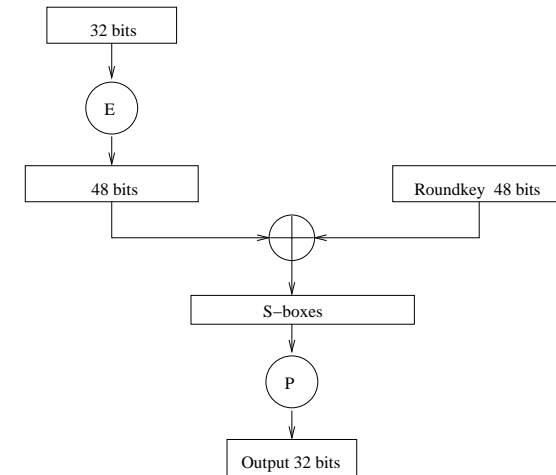 32 bits
E
48 bits
Roundkey 48 bits
S−boxes
P
Output 32 bits